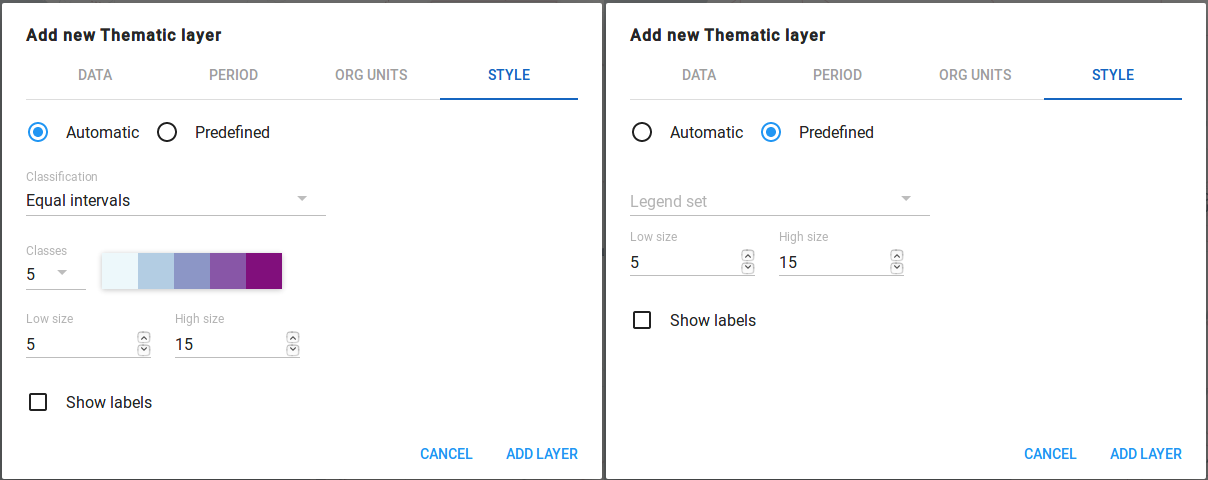 Add new Thematic layer
DATA PERIOD ORG UNITS STYLE
Automatic Predefined
Classification
Equal intervals
Classes
5
Low size High size
5 15
Show labels
CANCEL ADD LAYER
Add new Thematic layer
DATA PERIOD ORG UNITS STYLE
Automatic Predefined
Legend set
Low size High size
5 15
Show labels
CANCEL ADD LAYER